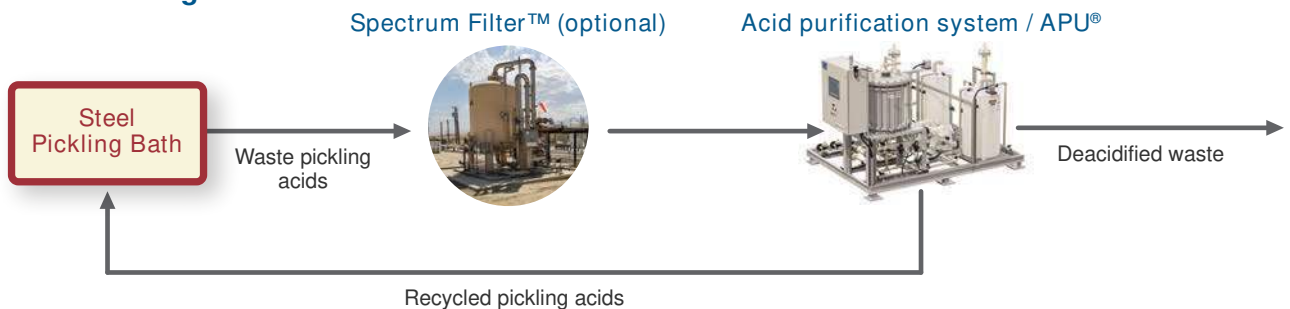 Spectrum Filter™ (optional)
Acid purification system / APU®
Steel
Pickling Bath
Waste pickling
acids
Deacidified waste
Recycled pickling acids